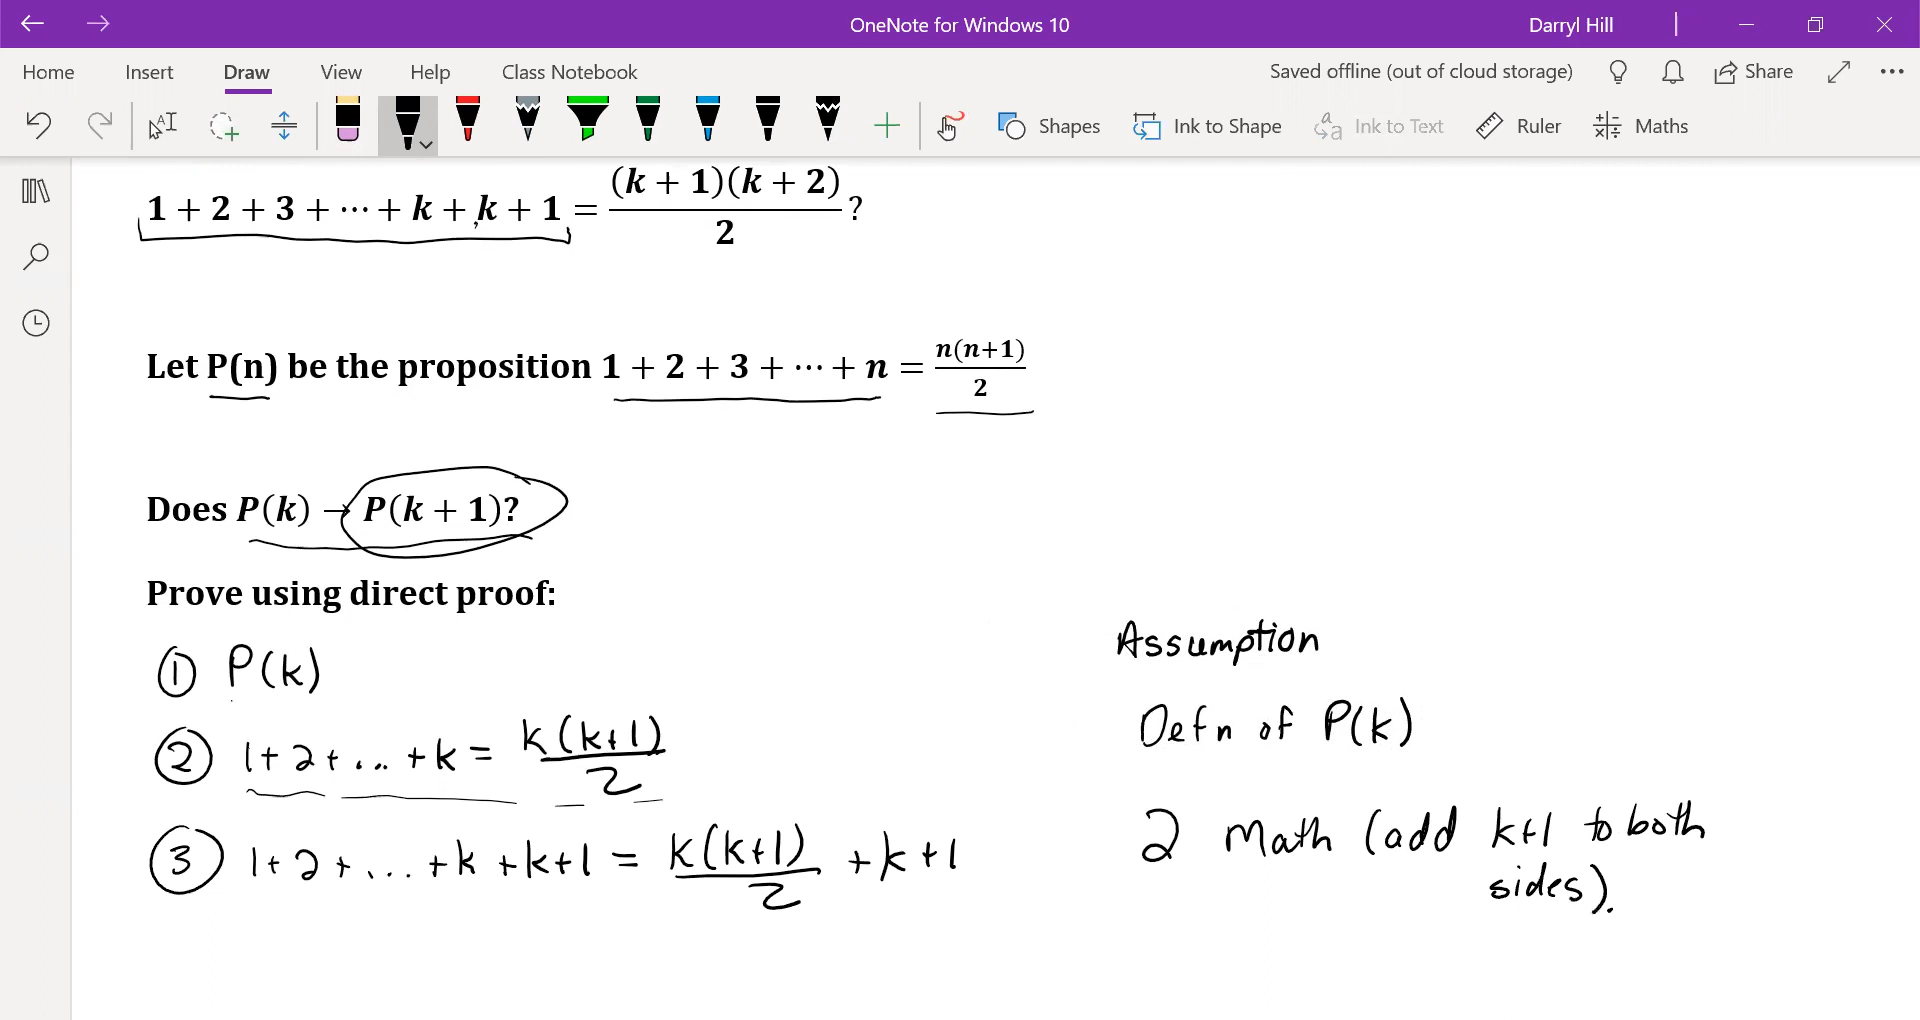 OneNote for Windows 10
Darryl Hill
Home Insert Draw View Help Class Notebook
Saved offline (out of cloud storage)
Share
Shapes Ink to Shape Ink to Text Ruler Maths
1 + 2 + 3 + ⋯ + k + k + 1 = (k + 1)(k + 2) / 2 ?
Let P(n) be the proposition 1 + 2 + 3 + ⋯ + n = n(n+1) / 2
Does P(k) → P(k + 1)?
Prove using direct proof:
① P(k) Assumption
② 1+2+...+k = k(k+1) / 2 Defn of P(k)
③ 1+2+...+k+k+1 = k(k+1) / 2 + k+1 2 Math (add k+1 to both
sides).